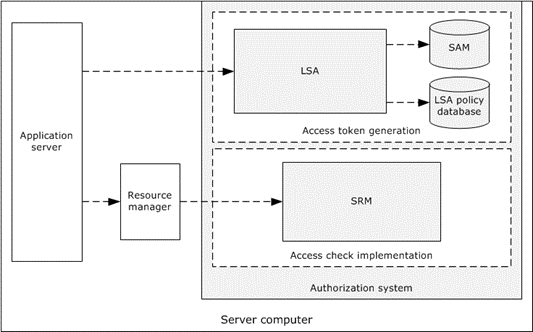 Application
server
Resource
manager
LSA
SAM
LSA policy
database
Access token generation
SRM
Access check implementation
Authorization system
Server computer